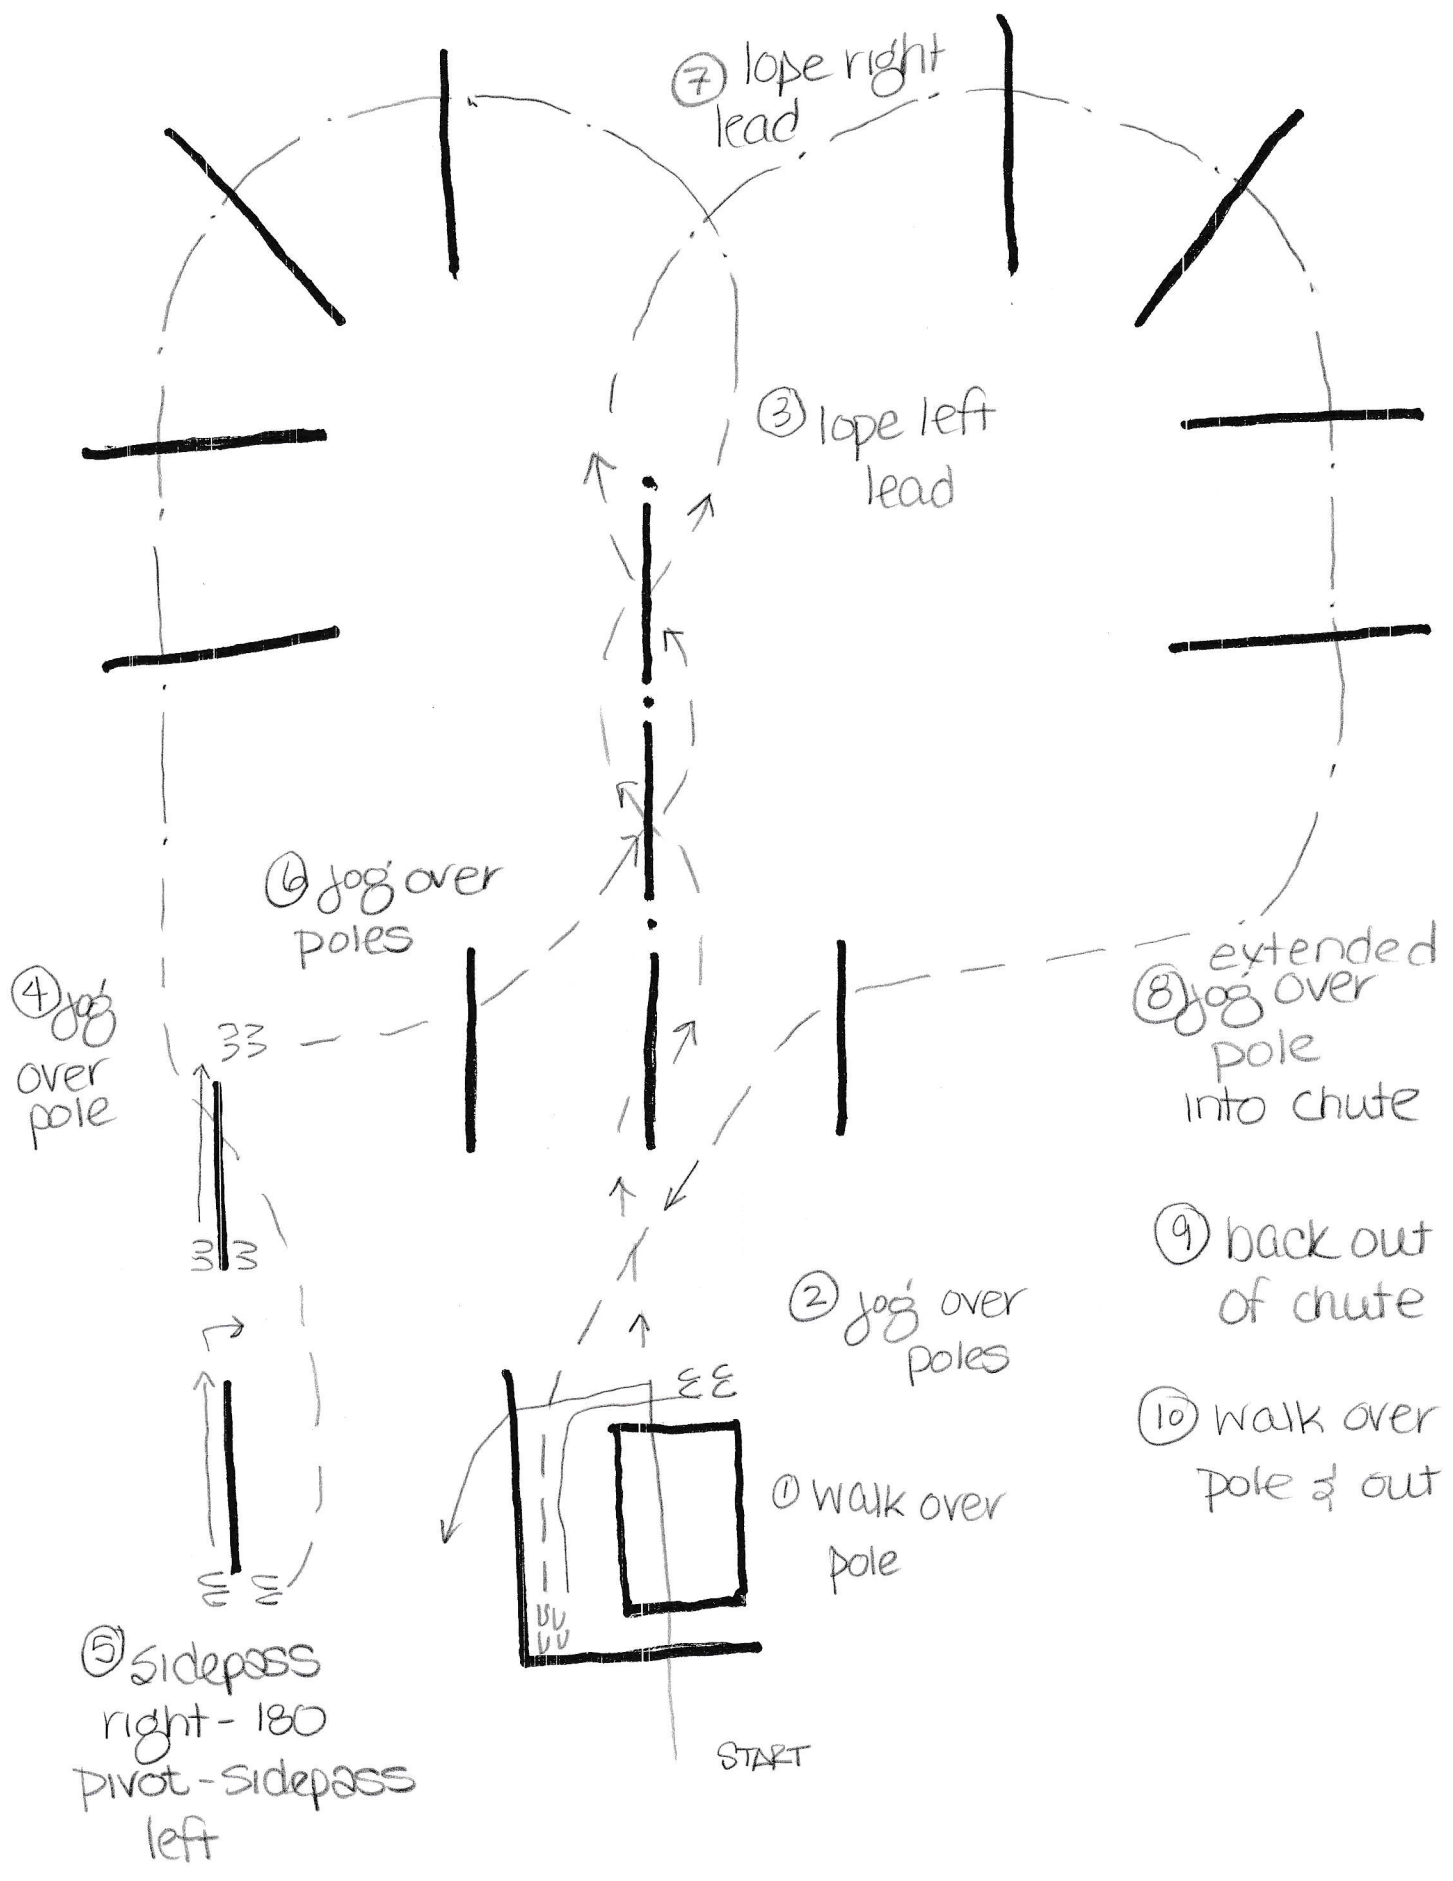 ⑦ lope right
lead
③ lope left
lead
⑥ jog over
poles
④ jog
over
pole
extended
⑧ jog over
pole
into chute
⑨ back out
of chute
② jog over
poles
⑩ walk over
pole & out
① walk over
pole
⑤ sidepass
right - 180
pivot - sidepass
left
START